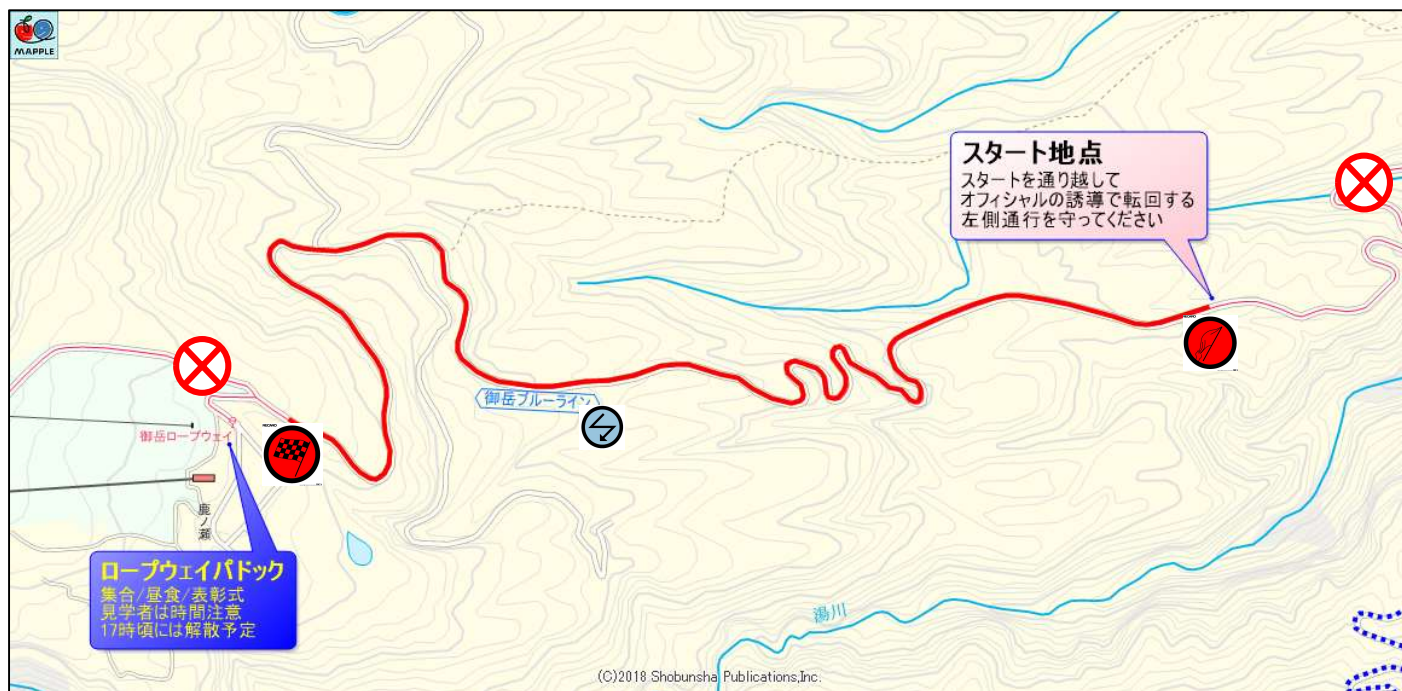 MAPPLE
スタート地点
スタートを通り越して
オフィシャルの誘導で転回する
左側通行を守ってください
御岳ブルーライン
御岳ロープウェイ
鹿ノ瀬
ロープウェイパドック
集合/昼食/表彰式
見学者は時間注意
17時頃には解散予定
湯川
(C)2018 Shobunsha Publications,Inc.